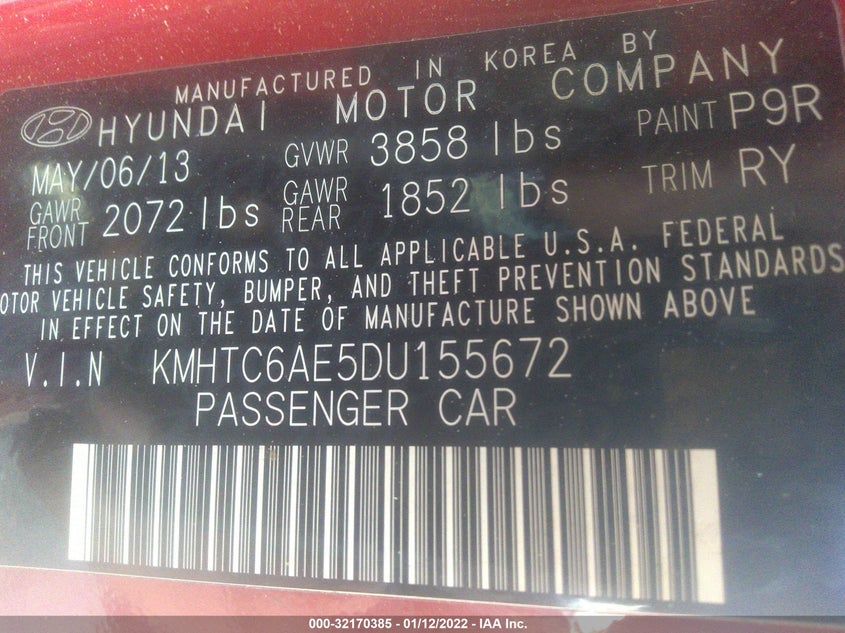 MANUFACTURED IN KOREA BY
HYUNDAI MOTOR COMPANY
MAY/06/13 GVWR 3858 lbs PAINT P9R
GAWR FRONT 2072 lbs GAWR REAR 1852 lbs TRIM RY
THIS VEHICLE CONFORMS TO ALL APPLICABLE U.S.A. FEDERAL
OTOR VEHICLE SAFETY, BUMPER, AND THEFT PREVENTION STANDARDS
IN EFFECT ON THE DATE OF MANUFACTURE SHOWN ABOVE
V.I.N KMHTC6AE5DU155672
PASSENGER CAR
000-32170385 - 01/12/2022 - IAA Inc.